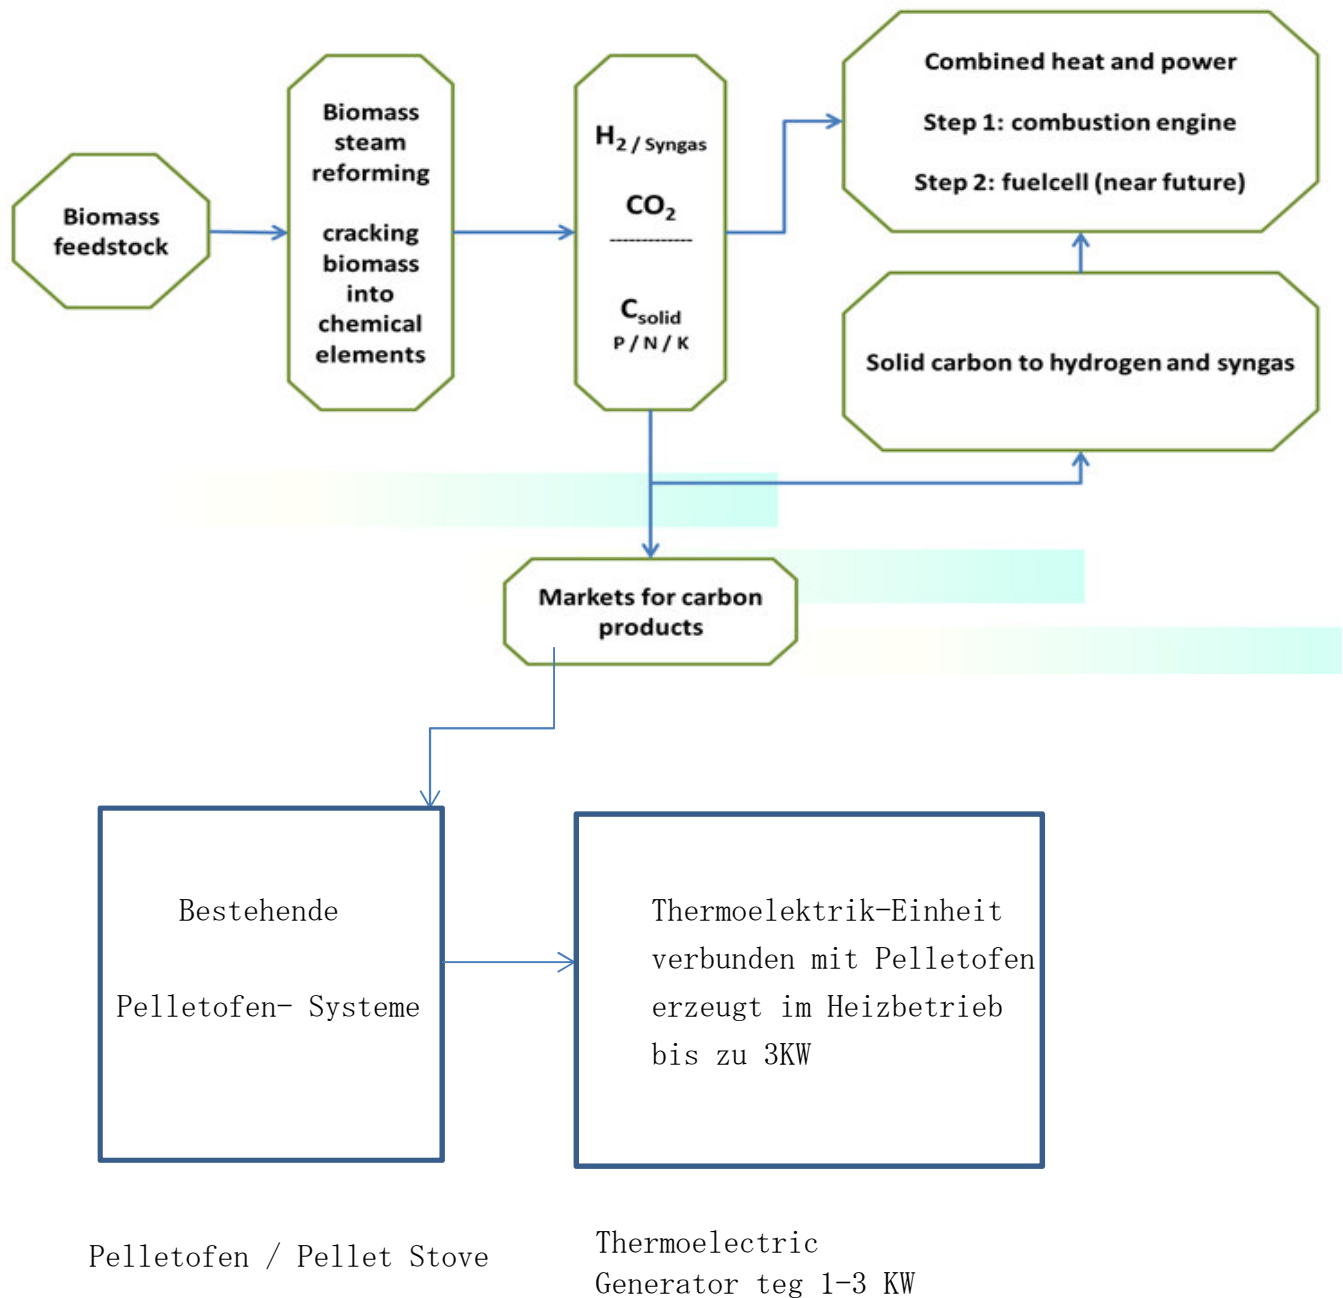 Biomass
feedstock
Biomass
steam
reforming
cracking
biomass
into
chemical
elements
H2 / Syngas
CO2
-------------
Csolid
P / N / K
Combined heat and power
Step 1: combustion engine
Step 2: fuelcell (near future)
Solid carbon to hydrogen and syngas
Markets for carbon
products
Bestehende
Pelletofen- Systeme
Thermoelektrik-Einheit
verbunden mit Pelletofen
erzeugt im Heizbetrieb
bis zu 3KW
Pelletofen / Pellet Stove
Thermoelectric
Generator teg 1-3 KW